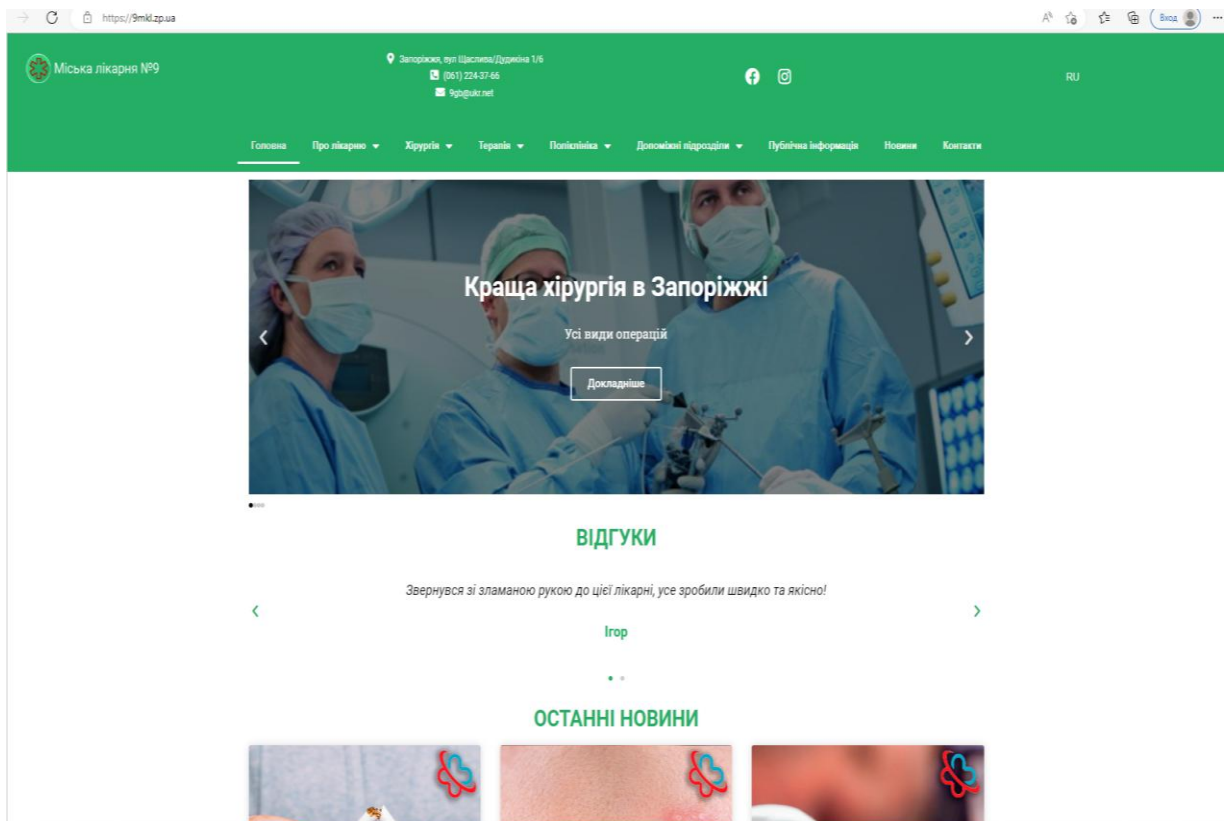 https://9mkl.zp.ua
Вход
Міська лікарня №9
Запоріжжя, вул Щаслива/Дудикіна 1/6
(061) 224-37-66
9gb@ukr.net
RU
Головна Про лікарню Хірургія Терапія Поліклініка Допоміжні підрозділи Публічна інформація Новини Контакти
Краща хірургія в Запоріжжі
Усі види операцій
Докладніше
ВІДГУКИ
Звернувся зі зламаною рукою до цієї лікарні, усе зробили швидко та якісно!
Ігор
ОСТАННІ НОВИНИ